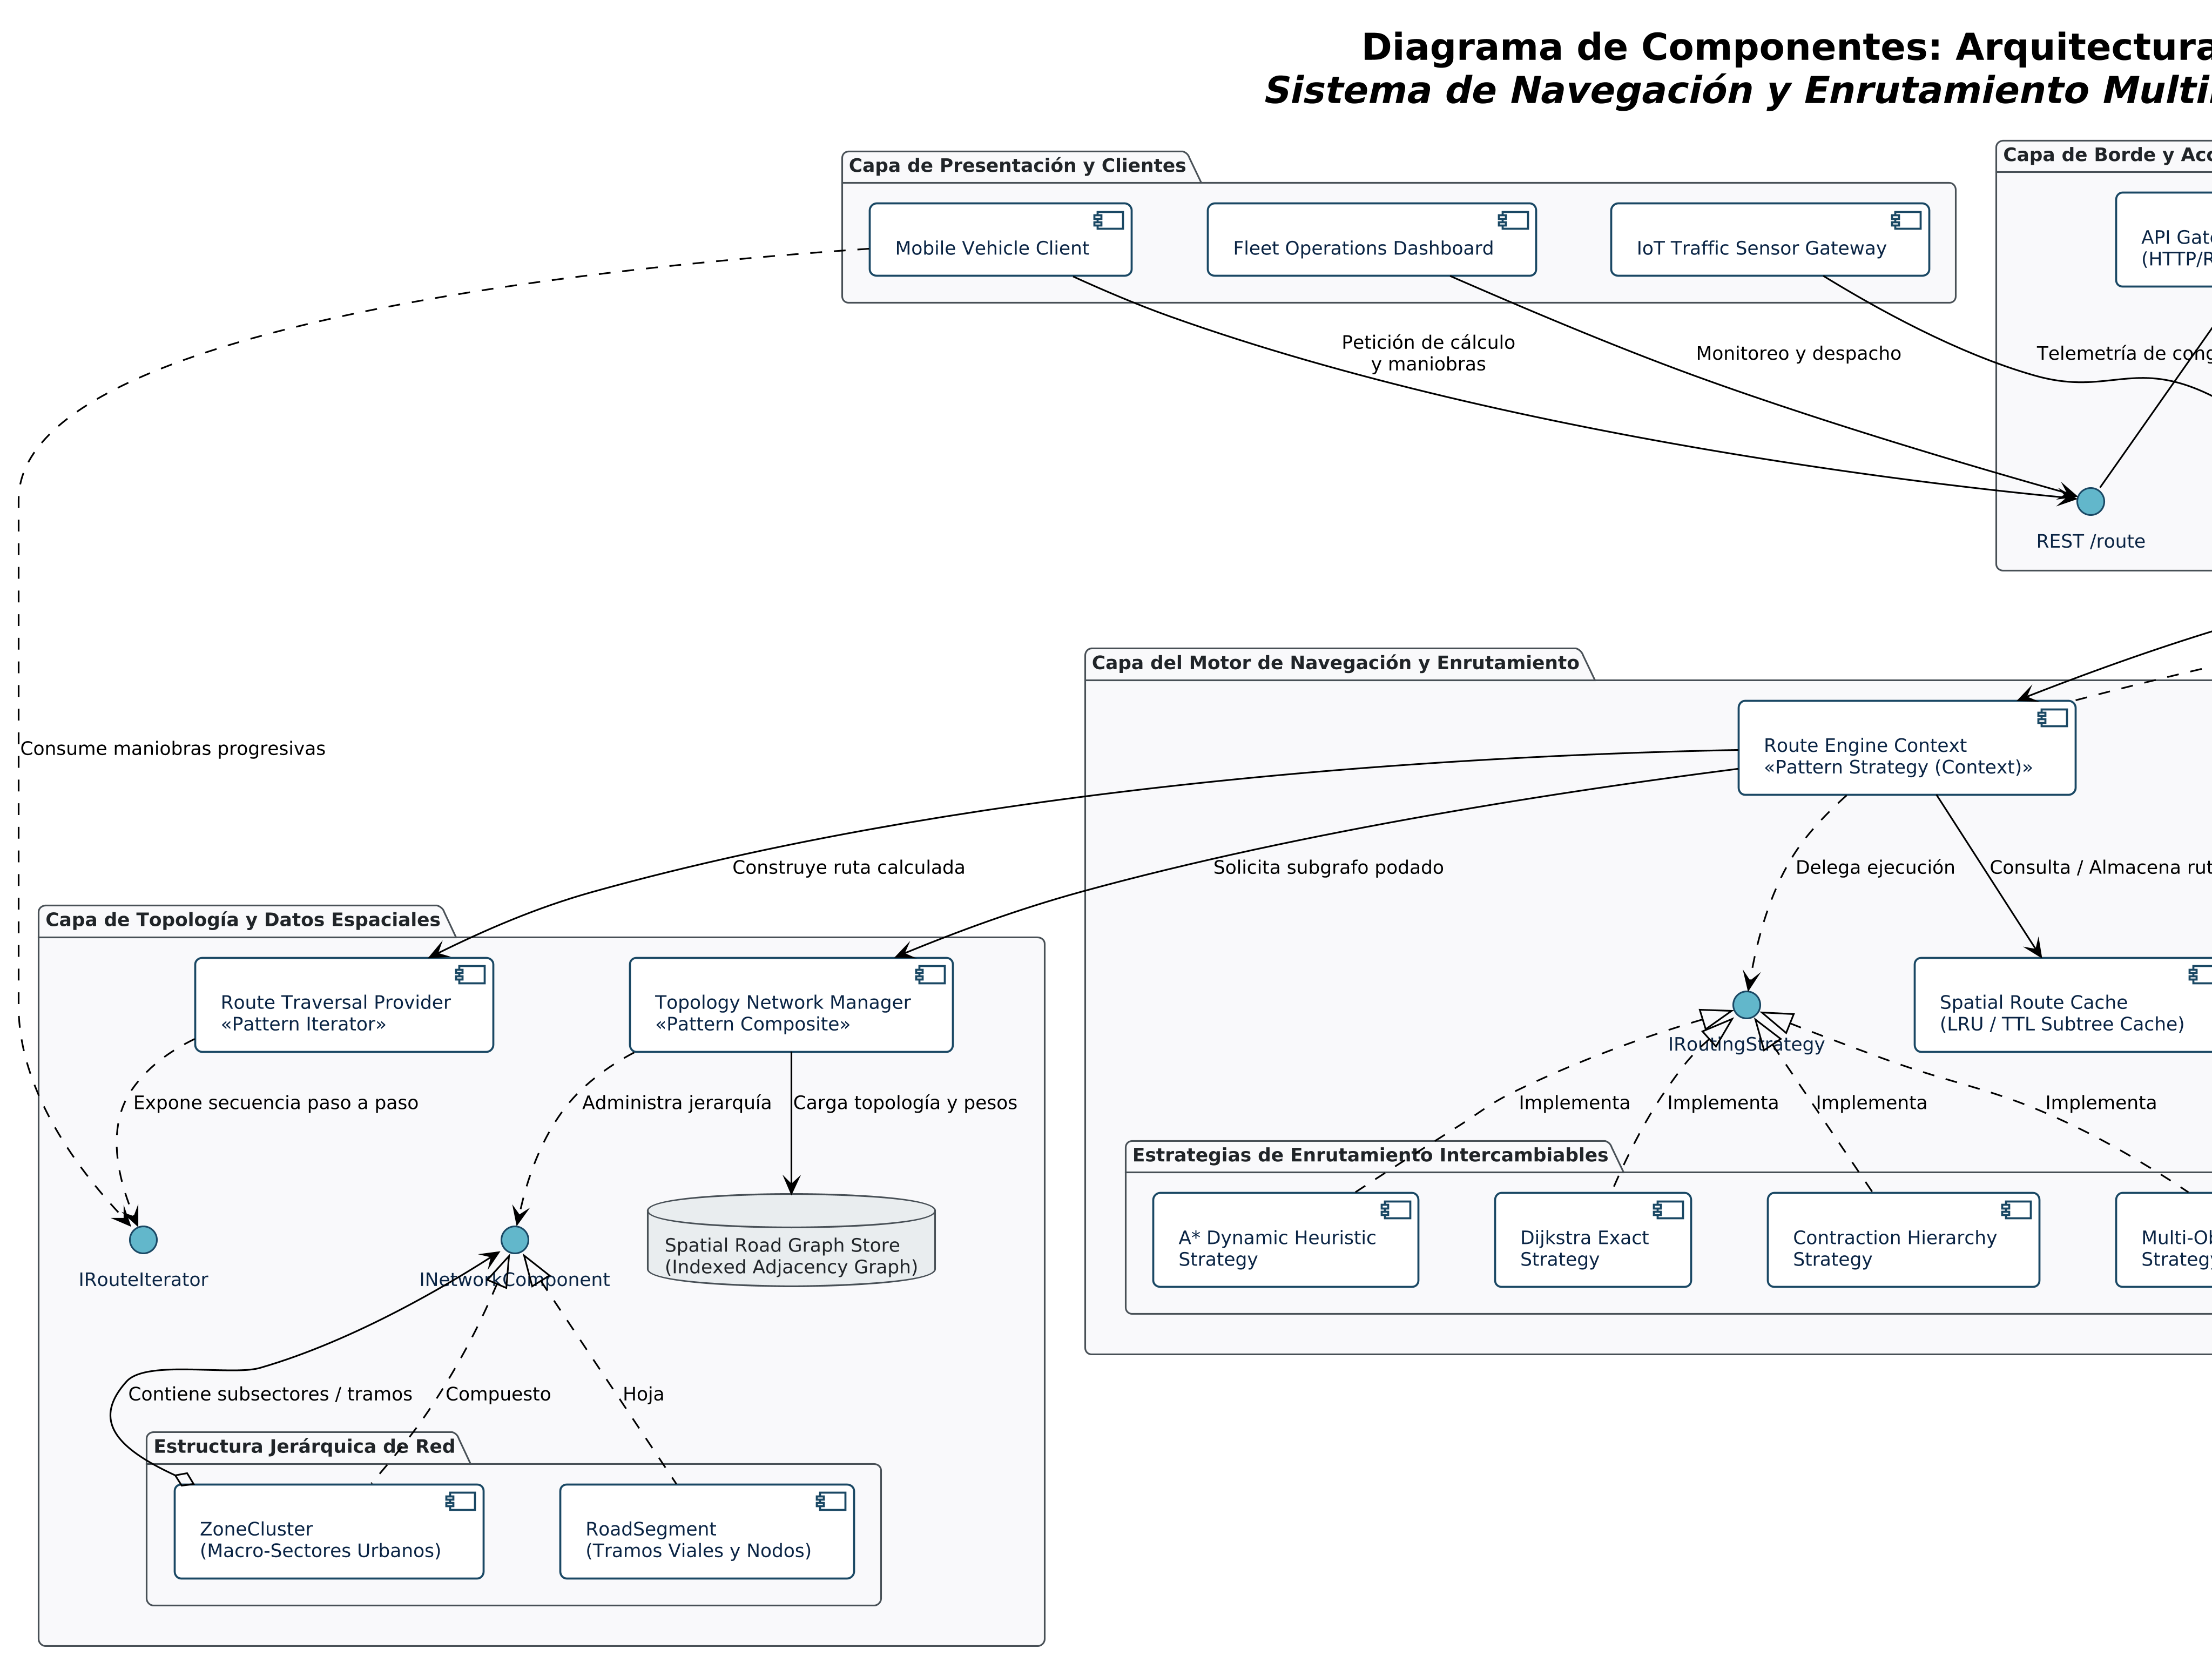 Diagrama de Componentes: Arquitectura
Sistema de Navegación y Enrutamiento
Capa de Presentación y Clientes
Capa de Borde y
Mobile Vehicle Client
Fleet Operations Dashboard
IoT Traffic Sensor Gateway
API
Petición de cálculo
y maniobras
Monitoreo y despacho
Telemetría de
REST /route
Capa del Motor de Navegación y Enrutamiento
Route Engine Context
«Pattern Strategy (Context)»
Consume maniobras progresivas
Construye ruta calculada
Solicita subgrafo podado
Delega ejecución
Consulta / Almacena
Capa de Topología y Datos Espaciales
Route Traversal Provider
«Pattern Iterator»
Topology Network Manager
«Pattern Composite»
Spatial Route Cache
(LRU / TTL Subtree Cache)
IRoutingStrategy
Expone secuencia paso a paso
Administra jerarquía
Carga topología y pesos
Implementa
Implementa
Implementa
Implementa
Estrategias de Enrutamiento Intercambiables
A* Dynamic Heuristic
Strategy
Dijkstra Exact
Strategy
Contraction Hierarchy
Strategy
Spatial Road Graph Store
(Indexed Adjacency Graph)
IRouteIterator
INetworkComponent
Contiene subsectores / tramos
Compuesto
Hoja
Estructura Jerárquica de Red
ZoneCluster
(Macro-Sectores Urbanos)
RoadSegment
(Tramos Viales y Nodos)